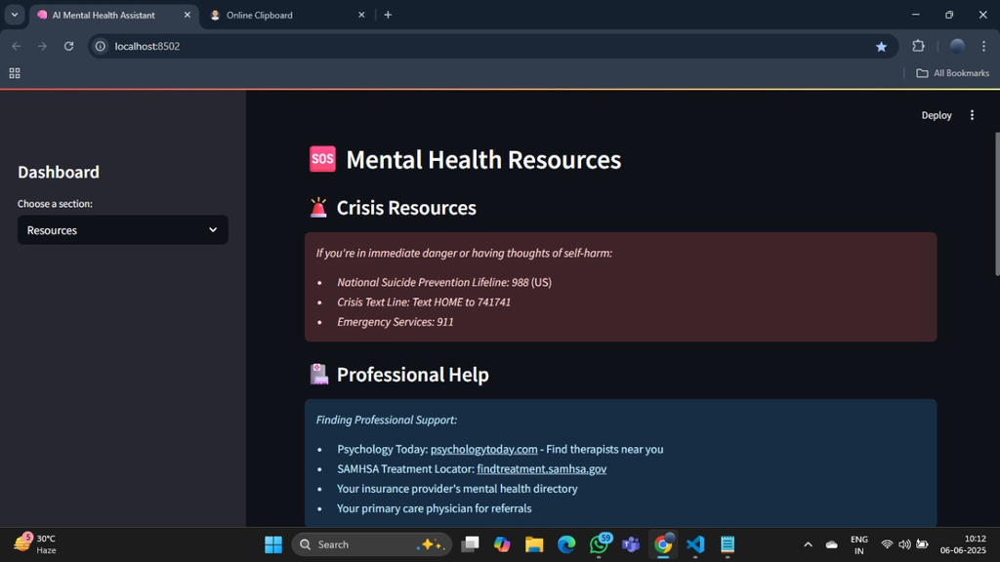 AI Mental Health Assistant
Online Clipboard
localhost:8502
All Bookmarks
Deploy
Dashboard
Choose a section:
Resources
SOS Mental Health Resources
Crisis Resources
If you're in immediate danger or having thoughts of self-harm:
• National Suicide Prevention Lifeline: 988 (US)
• Crisis Text Line: Text HOME to 741741
• Emergency Services: 911
Professional Help
Finding Professional Support:
• Psychology Today: psychologytoday.com - Find therapists near you
• SAMHSA Treatment Locator: findtreatment.samhsa.gov
• Your insurance provider's mental health directory
• Your primary care physician for referrals
5
30°C
Haze
Search
59
ENG
IN
10:12
06-06-2025